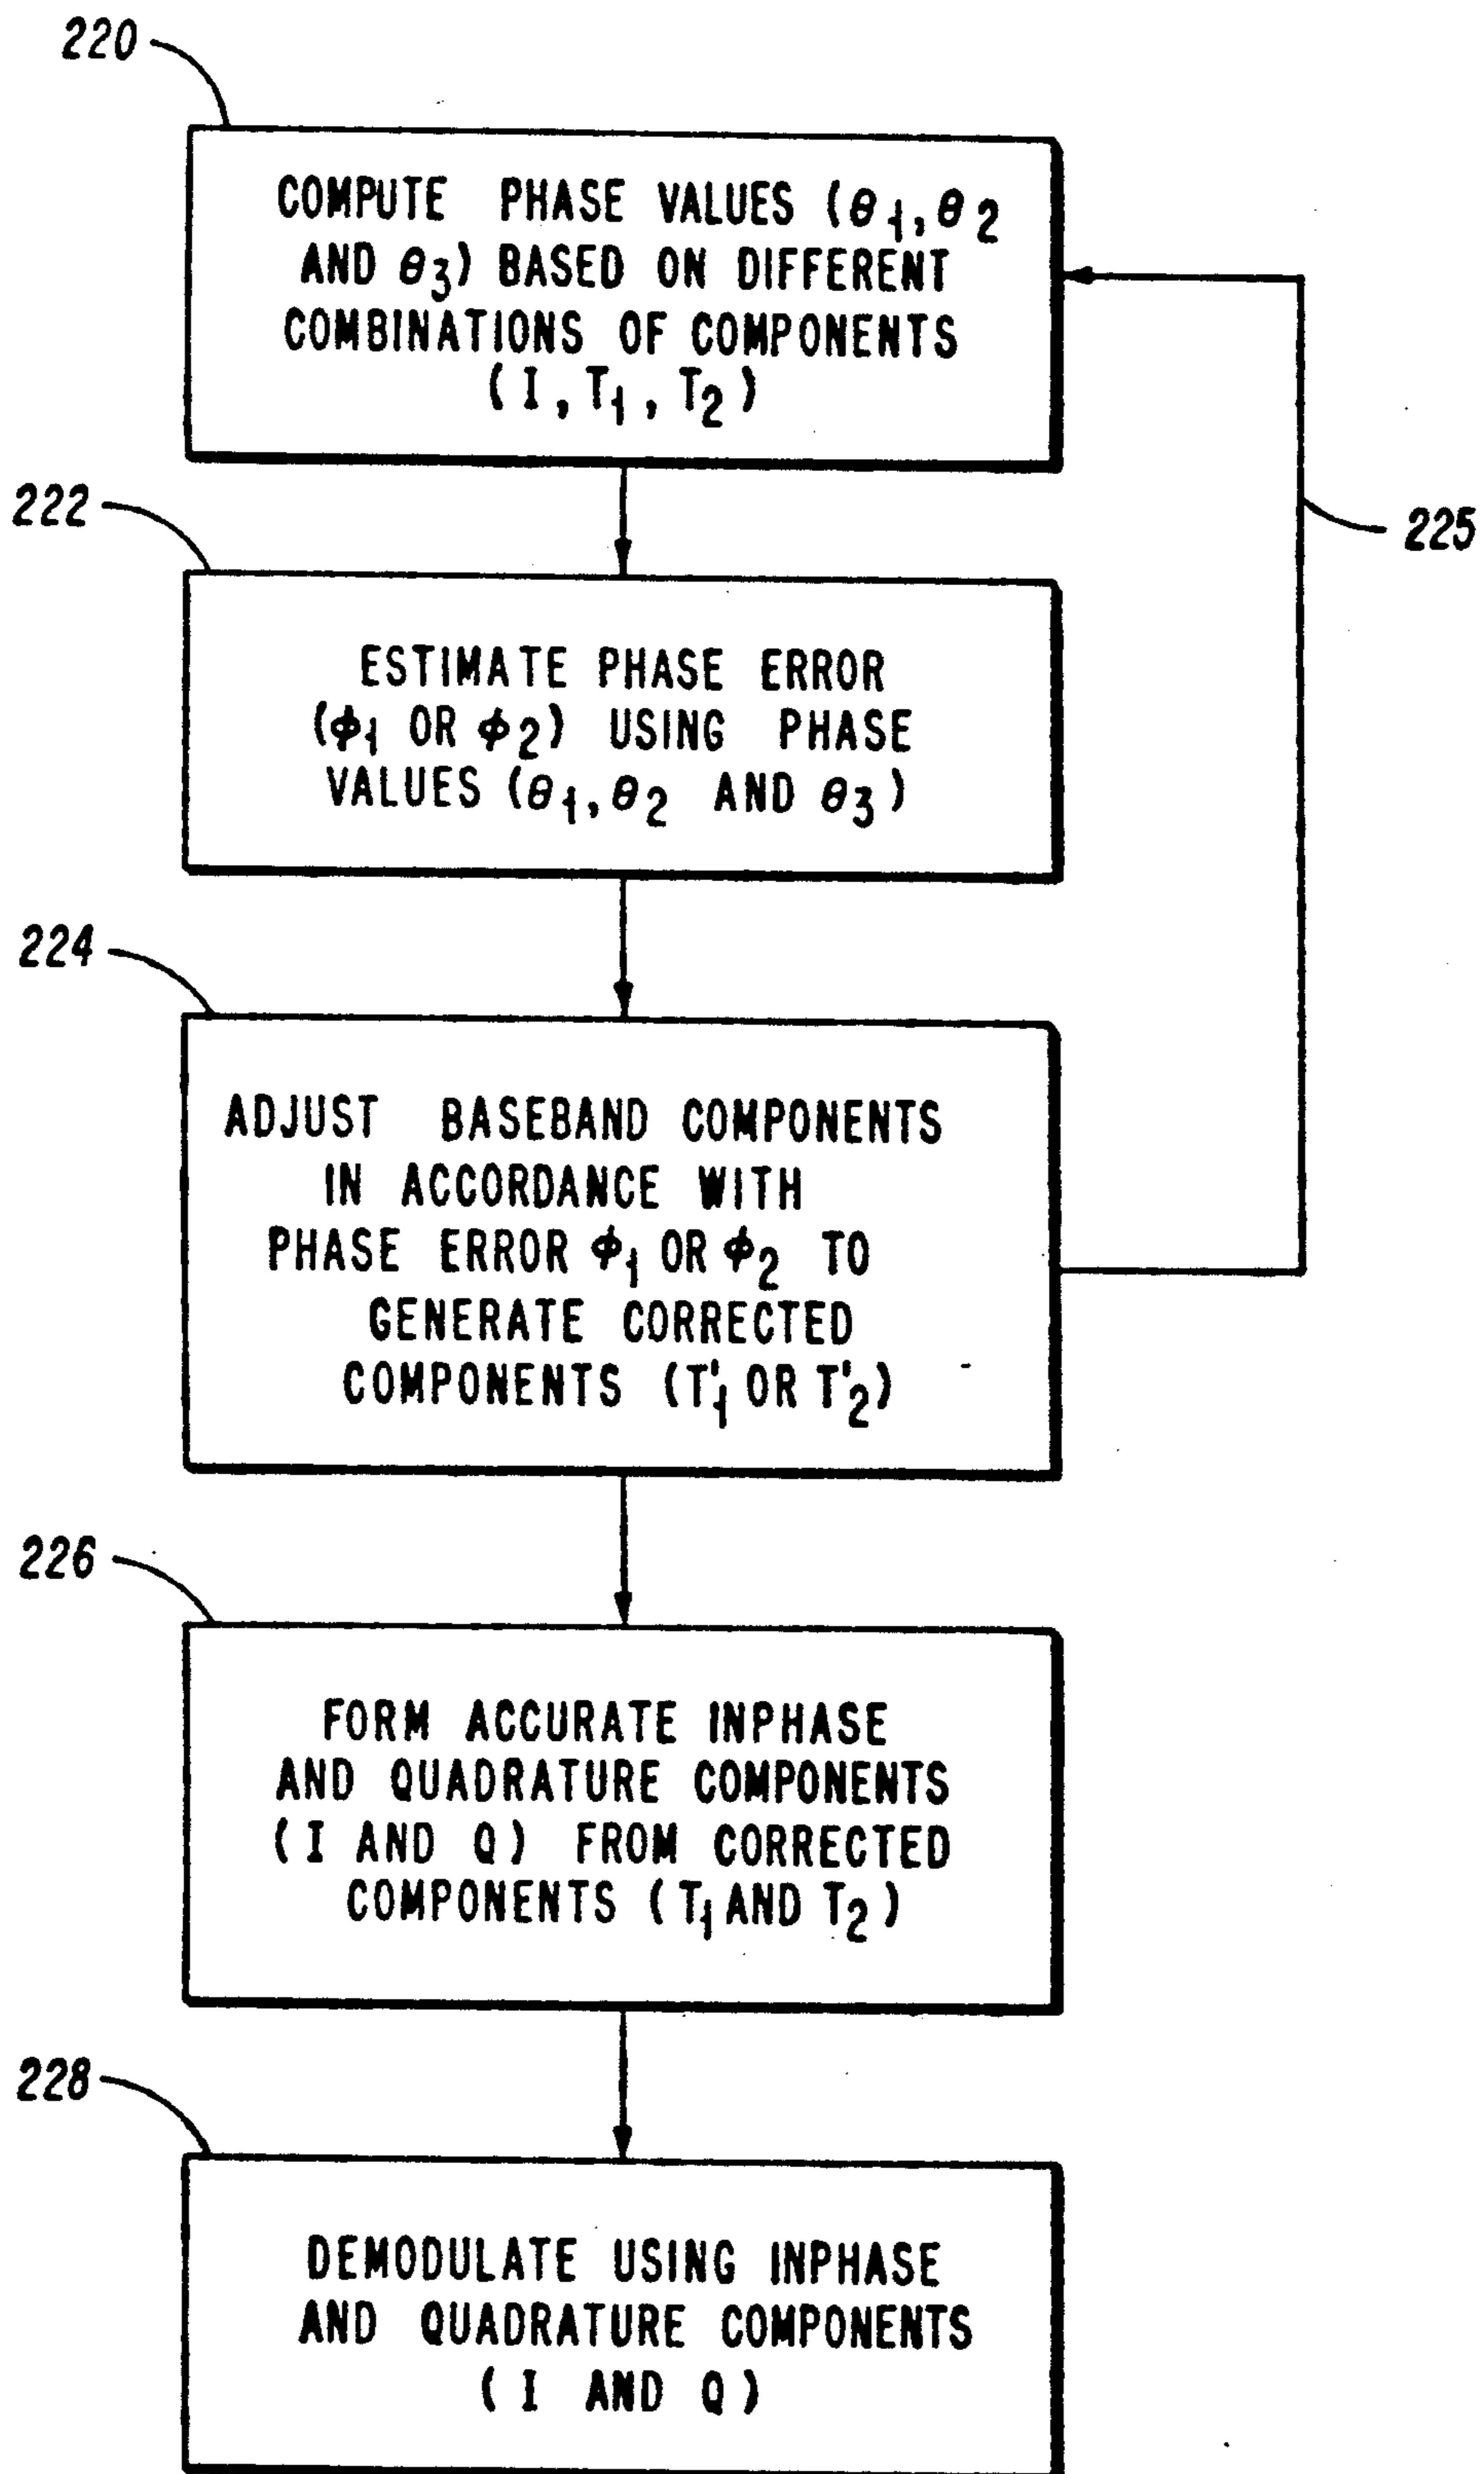 220
COMPUTE PHASE VALUES (θ₁, θ₂
AND θ₃) BASED ON DIFFERENT
COMBINATIONS OF COMPONENTS
(I, T₁, T₂)
222
225
ESTIMATE PHASE ERROR
(ϕ₁ OR ϕ₂) USING PHASE
VALUES (θ₁, θ₂ AND θ₃)
224
ADJUST BASEBAND COMPONENTS
IN ACCORDANCE WITH
PHASE ERROR ϕ₁ OR ϕ₂ TO
GENERATE CORRECTED
COMPONENTS (T'₁ OR T'₂)
226
FORM ACCURATE INPHASE
AND QUADRATURE COMPONENTS
(I AND Q) FROM CORRECTED
COMPONENTS (T₁ AND T₂)
228
DEMODULATE USING INPHASE
AND QUADRATURE COMPONENTS
(I AND Q)